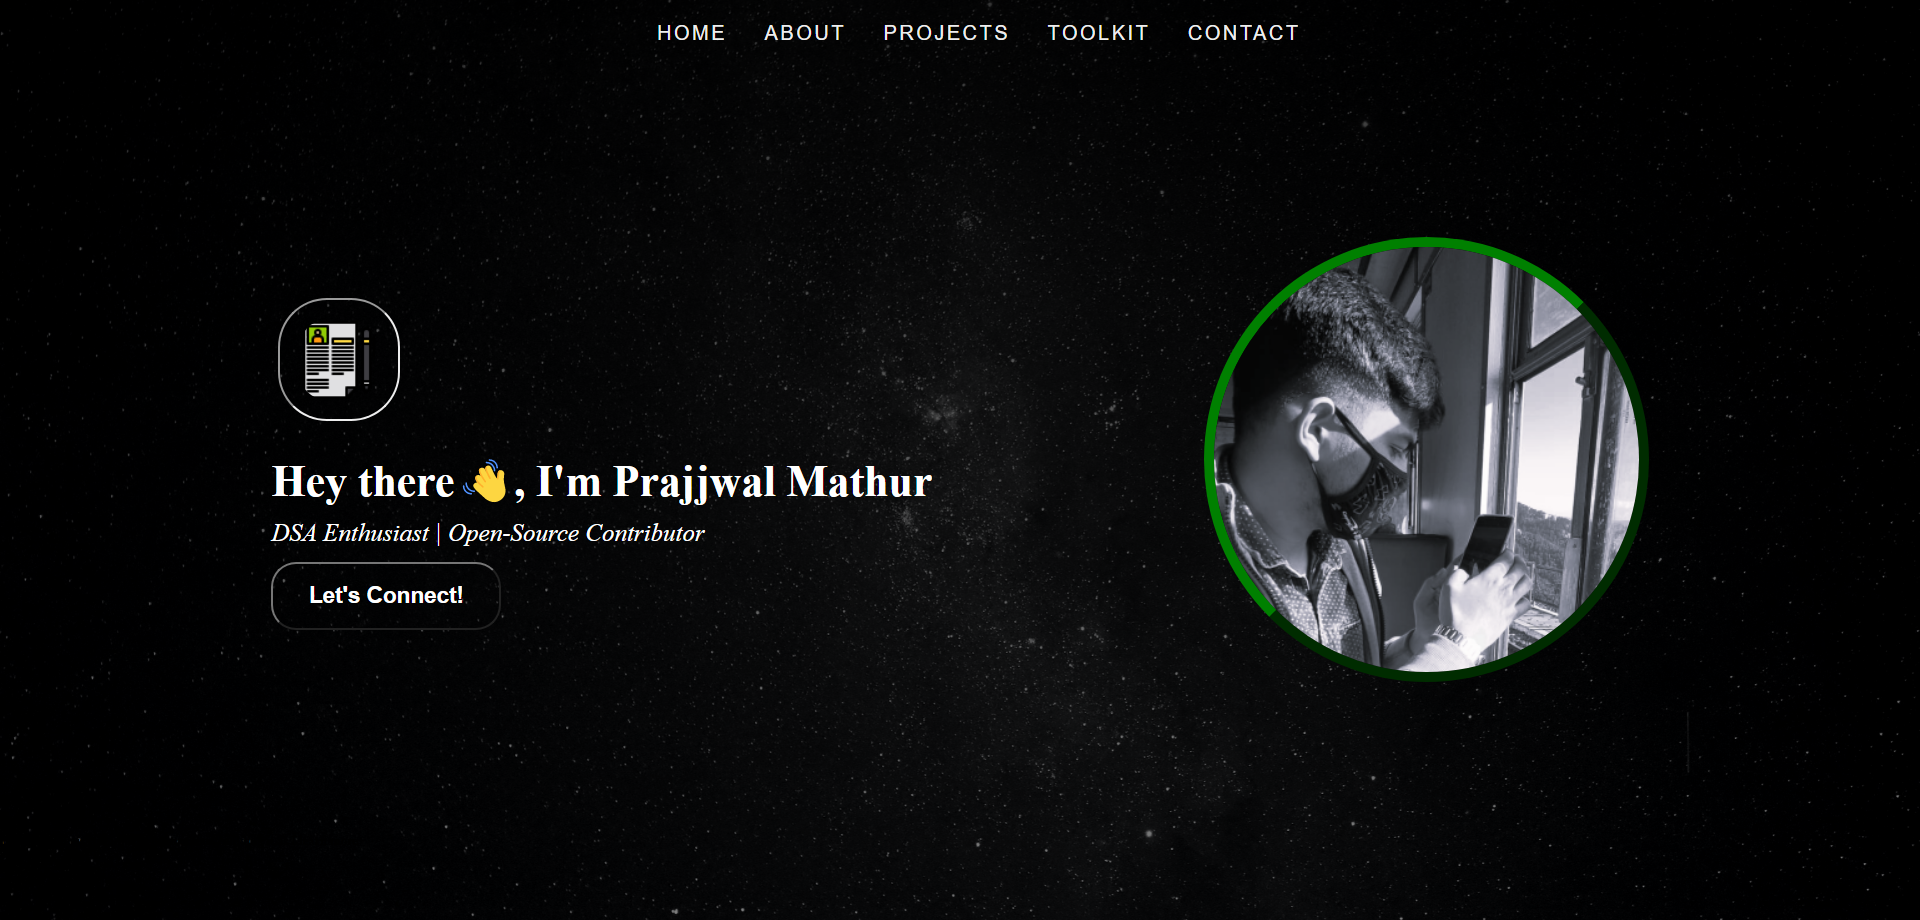 HOME ABOUT PROJECTS TOOLKIT CONTACT
Hey there 👋, I'm Prajjwal Mathur
DSA Enthusiast | Open-Source Contributor
Let's Connect!